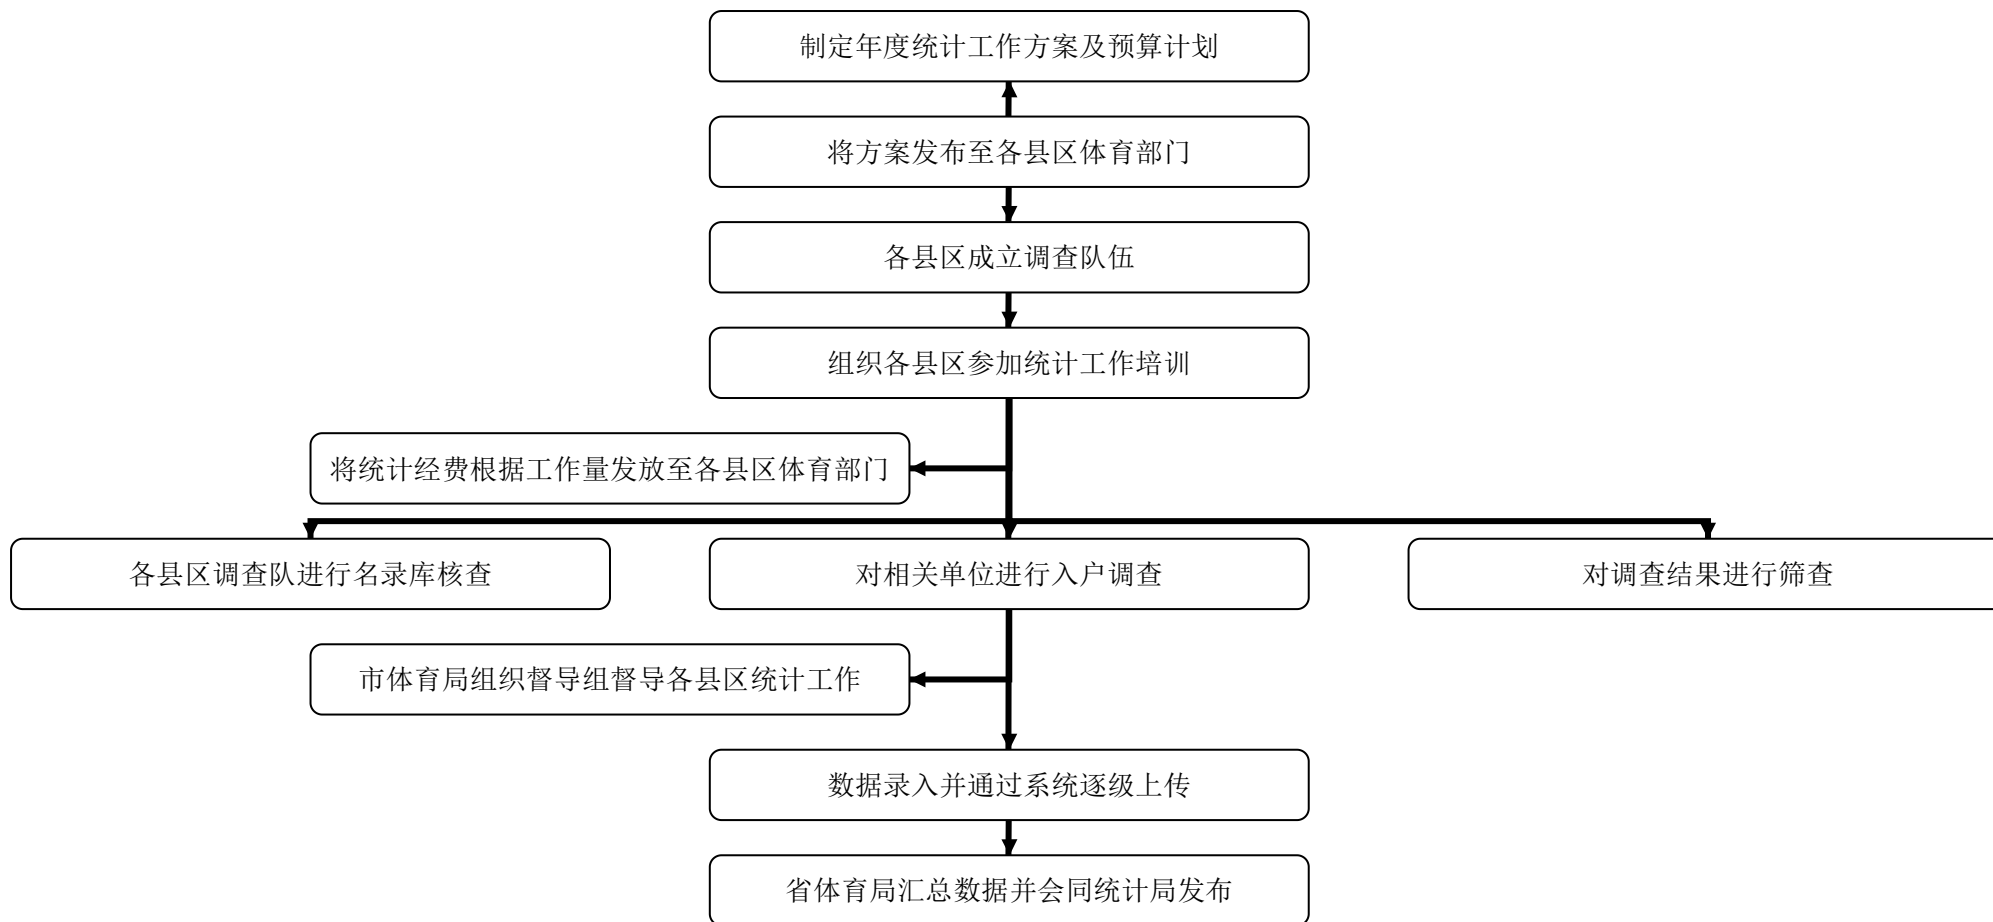 制定年度统计工作方案及预算计划
将方案发布至各县区体育部门
各县区成立调查队伍
组织各县区参加统计工作培训
将统计经费根据工作量发放至各县区体育部门
各县区调查队进行名录库核查
对相关单位进行入户调查
对调查结果进行筛查
市体育局组织督导组督导各县区统计工作
数据录入并通过系统逐级上传
省体育局汇总数据并会同统计局发布